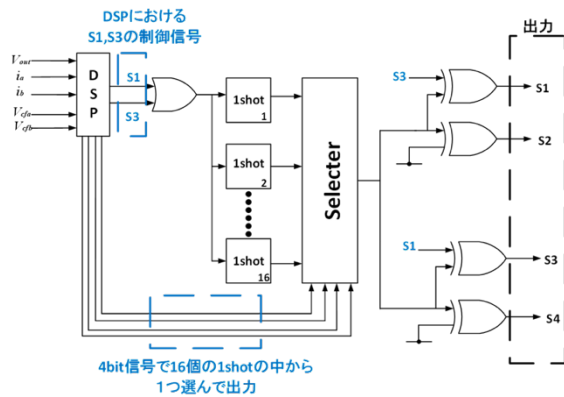 DSPにおける
S1,S3の制御信号
出力
Vout
ia
ib
Vcfa
Vcfb
D
S
P
S1
S3
1shot
1
1shot
2
1shot
16
Selecter
S3
S1
S2
S1
S3
S4
4bit信号で16個の1shotの中から
1つ選んで出力